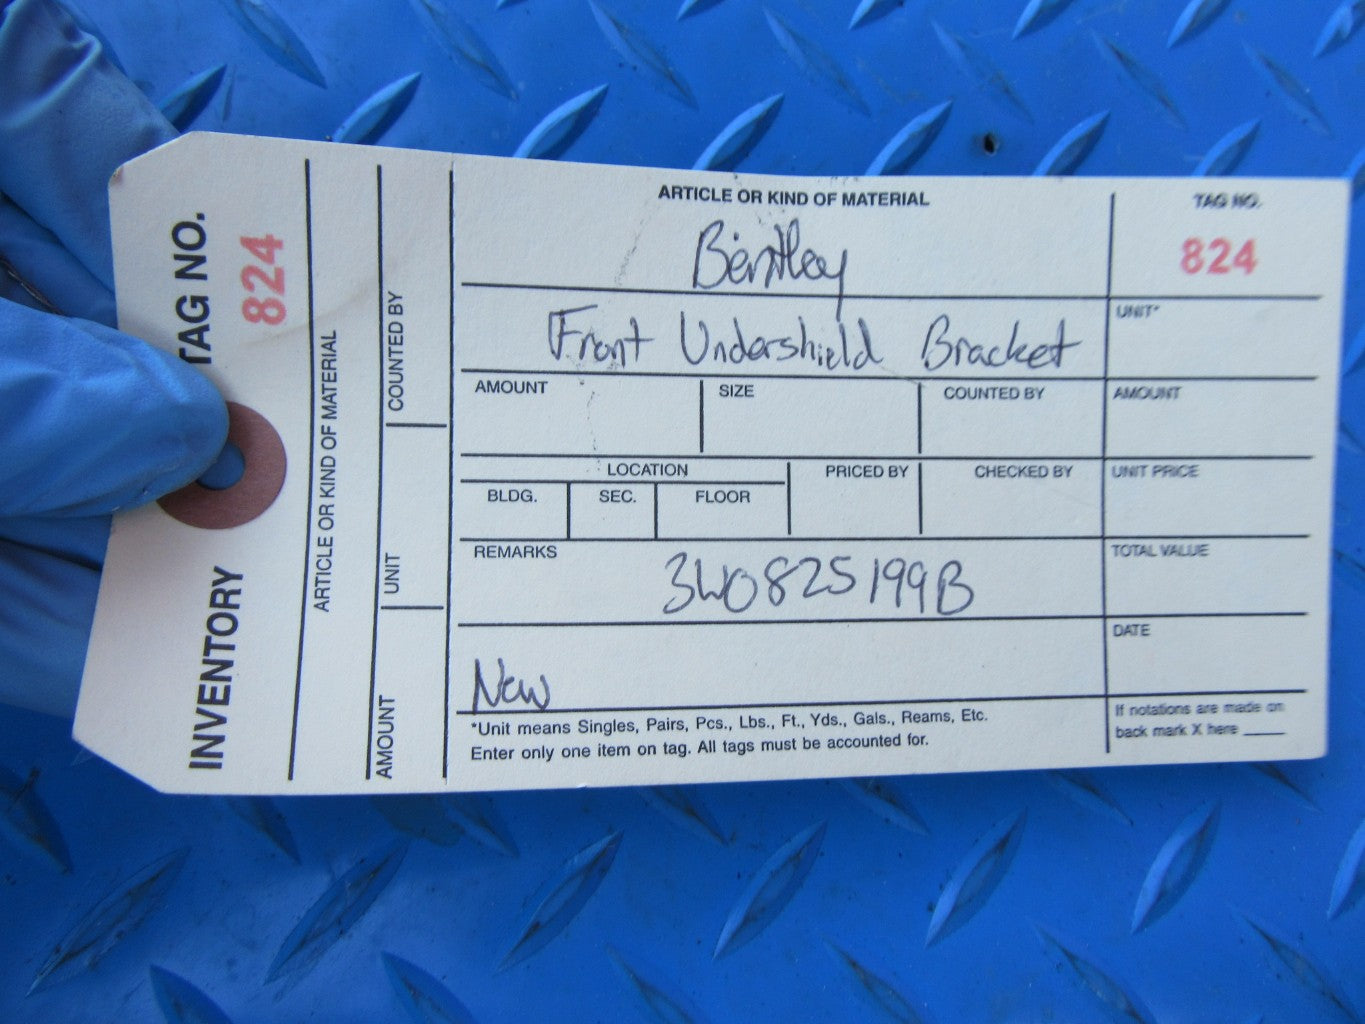 TAG NO.
824
INVENTORY
ARTICLE OR KIND OF MATERIAL
COUNTED BY
UNIT
AMOUNT
ARTICLE OR KIND OF MATERIAL
Bentley
Front Undershield Bracket
AMOUNT SIZE COUNTED BY
LOCATION PRICED BY CHECKED BY
BLDG. SEC. FLOOR
REMARKS
3W0825199B
New
*Unit means Singles, Pairs, Pcs., Lbs., Ft., Yds., Gals., Reams, Etc.
Enter only one item on tag. All tags must be accounted for.
TAG NO.
824
UNIT*
AMOUNT
UNIT PRICE
TOTAL VALUE
DATE
If notations are made on
back mark X here ____